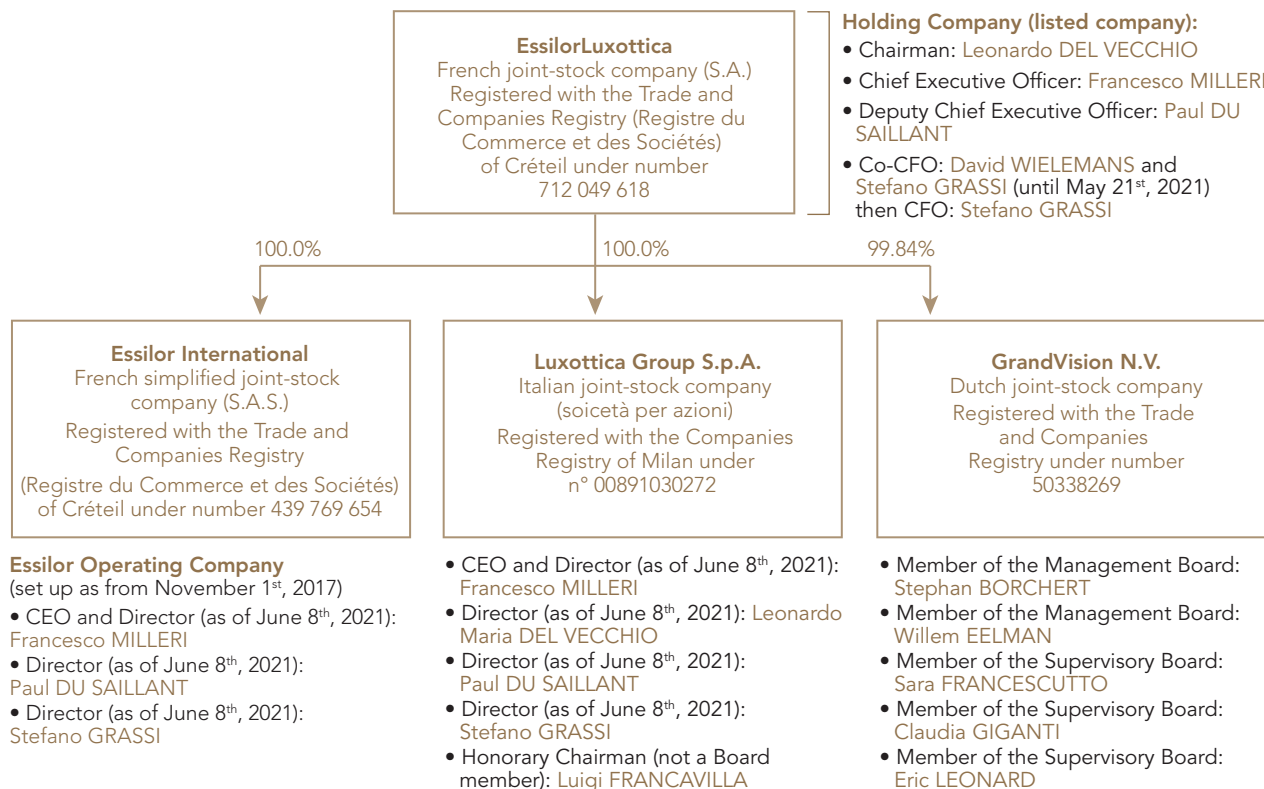 EssilorLuxottica
French joint-stock company (S.A.)
Registered with the Trade and
Companies Registry (Registre du
Commerce et des Sociétés)
of Créteil under number
712 049 618
Holding Company (listed company):
• Chairman: Leonardo DEL VECCHIO
• Chief Executive Officer: Francesco MILLERI
• Deputy Chief Executive Officer: Paul DU
SAILLANT
• Co-CFO: David WIELEMANS and
Stefano GRASSI (until May 21st, 2021)
then CFO: Stefano GRASSI
100.0%
100.0%
99.84%
Essilor International
French simplified joint-stock
company (S.A.S.)
Registered with the Trade and
Companies Registry
(Registre du Commerce et des Sociétés)
of Créteil under number 439 769 654
Essilor Operating Company
(set up as from November 1st, 2017)
• CEO and Director (as of June 8th, 2021):
Francesco MILLERI
• Director (as of June 8th, 2021):
Paul DU SAILLANT
• Director (as of June 8th, 2021):
Stefano GRASSI
Luxottica Group S.p.A.
Italian joint-stock company
(soicetà per azioni)
Registered with the Companies
Registry of Milan under
n° 00891030272
• CEO and Director (as of June 8th, 2021):
Francesco MILLERI
• Director (as of June 8th, 2021): Leonardo
Maria DEL VECCHIO
• Director (as of June 8th, 2021):
Paul DU SAILLANT
• Director (as of June 8th, 2021):
Stefano GRASSI
• Honorary Chairman (not a Board
member): Luigi FRANCAVILLA
GrandVision N.V.
Dutch joint-stock company
Registered with the Trade
and Companies
Registry under number
50338269
• Member of the Management Board:
Stephan BORCHERT
• Member of the Management Board:
Willem EELMAN
• Member of the Supervisory Board:
Sara FRANCESCUTTO
• Member of the Supervisory Board:
Claudia GIGANTI
• Member of the Supervisory Board:
Eric LEONARD